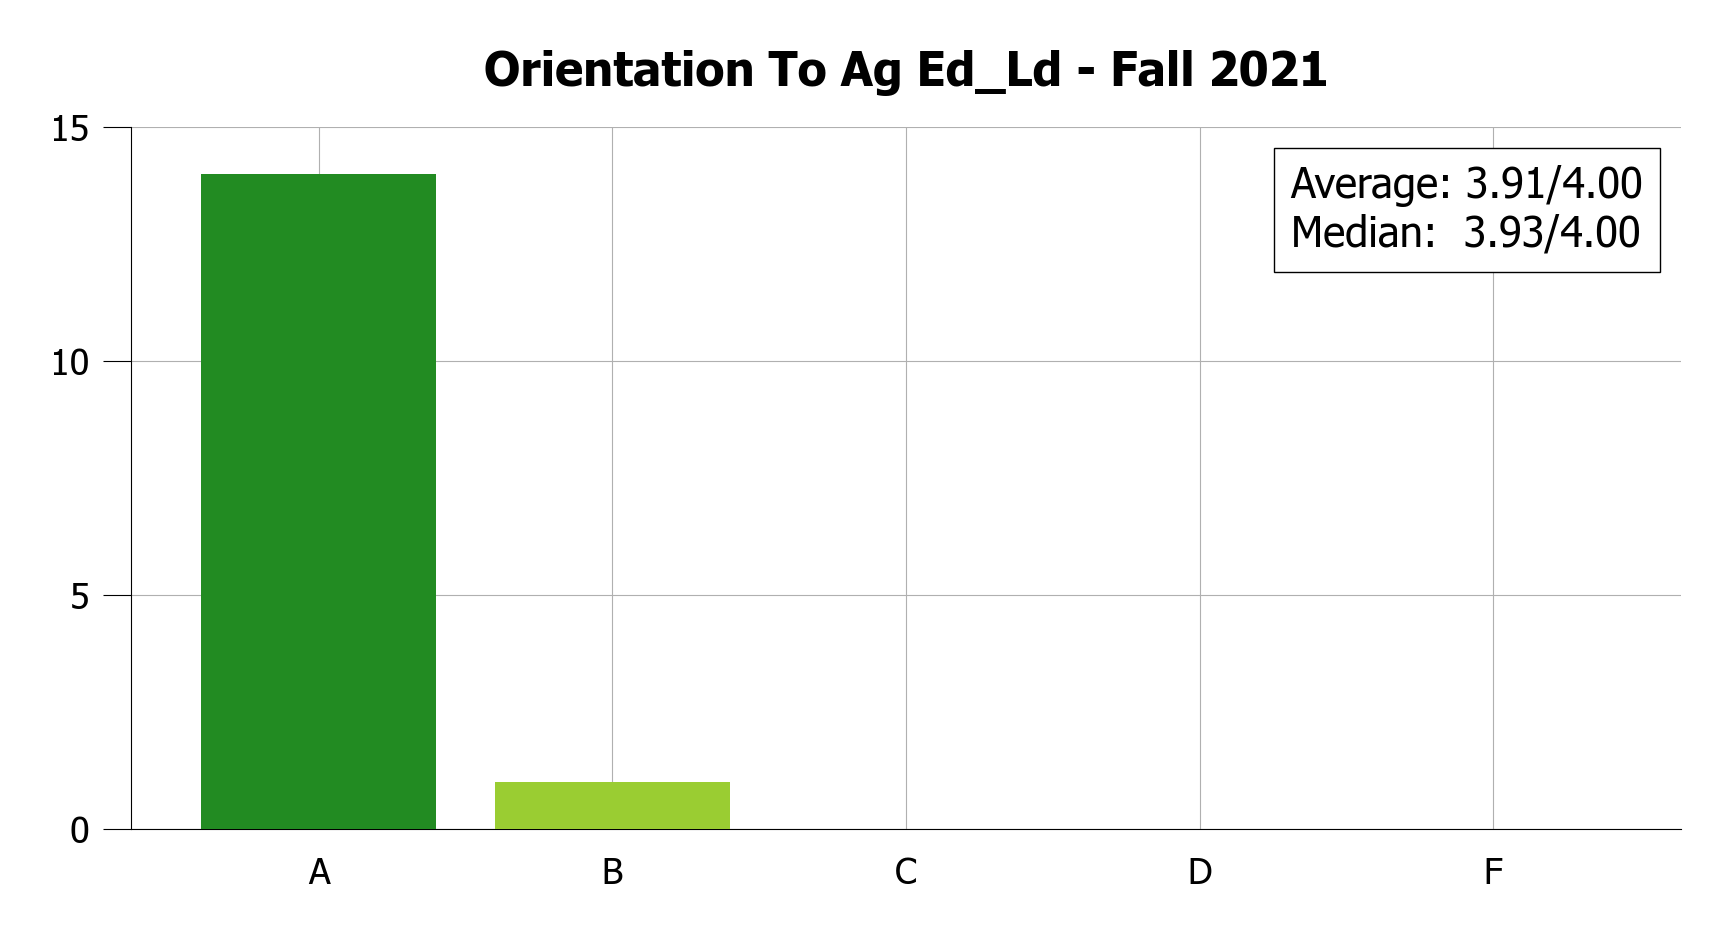 Orientation To Ag Ed_Ld - Fall 2021
15
Average: 3.91/4.00
Median: 3.93/4.00
10
5
0
A B C D F